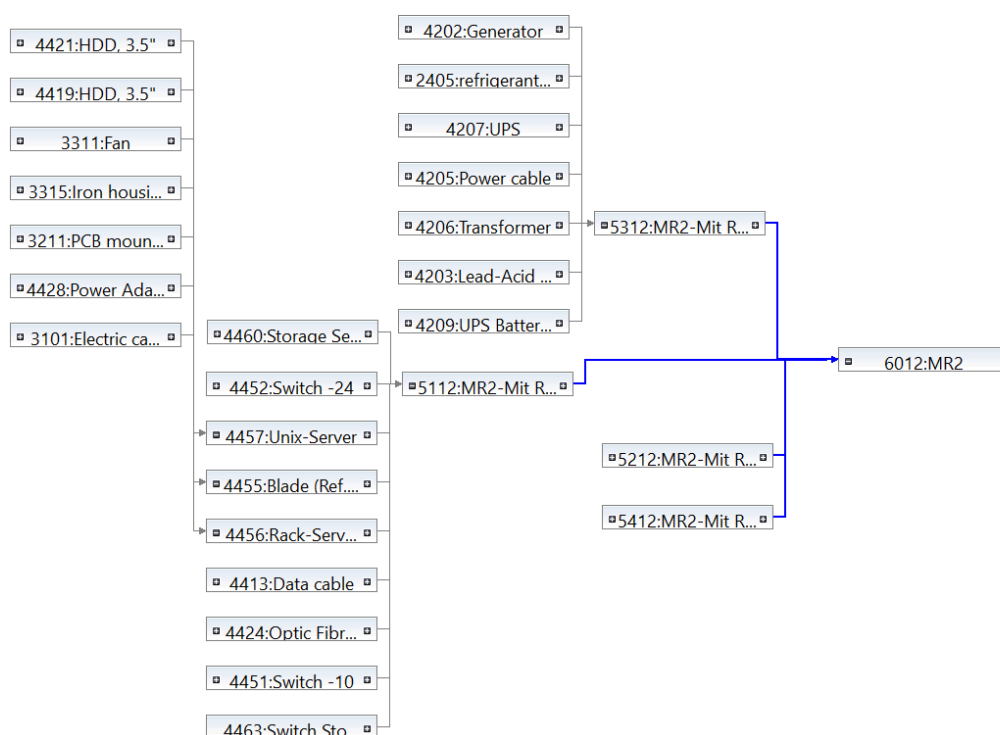 4421:HDD, 3.5"
4419:HDD, 3.5"
3311:Fan
3315:Iron housi...
3211:PCB moun...
4428:Power Ada...
3101:Electric ca...
4460:Storage Se...
4452:Switch -24
4457:Unix-Server
4455:Blade (Ref....
4456:Rack-Serv...
4413:Data cable
4424:Optic Fibr...
4451:Switch -10
4463:Switch Sto...
4202:Generator
2405:refrigerant...
4207:UPS
4205:Power cable
4206:Transformer
4203:Lead-Acid ...
4209:UPS Batter...
5112:MR2-Mit R...
5312:MR2-Mit R...
5212:MR2-Mit R...
5412:MR2-Mit R...
6012:MR2